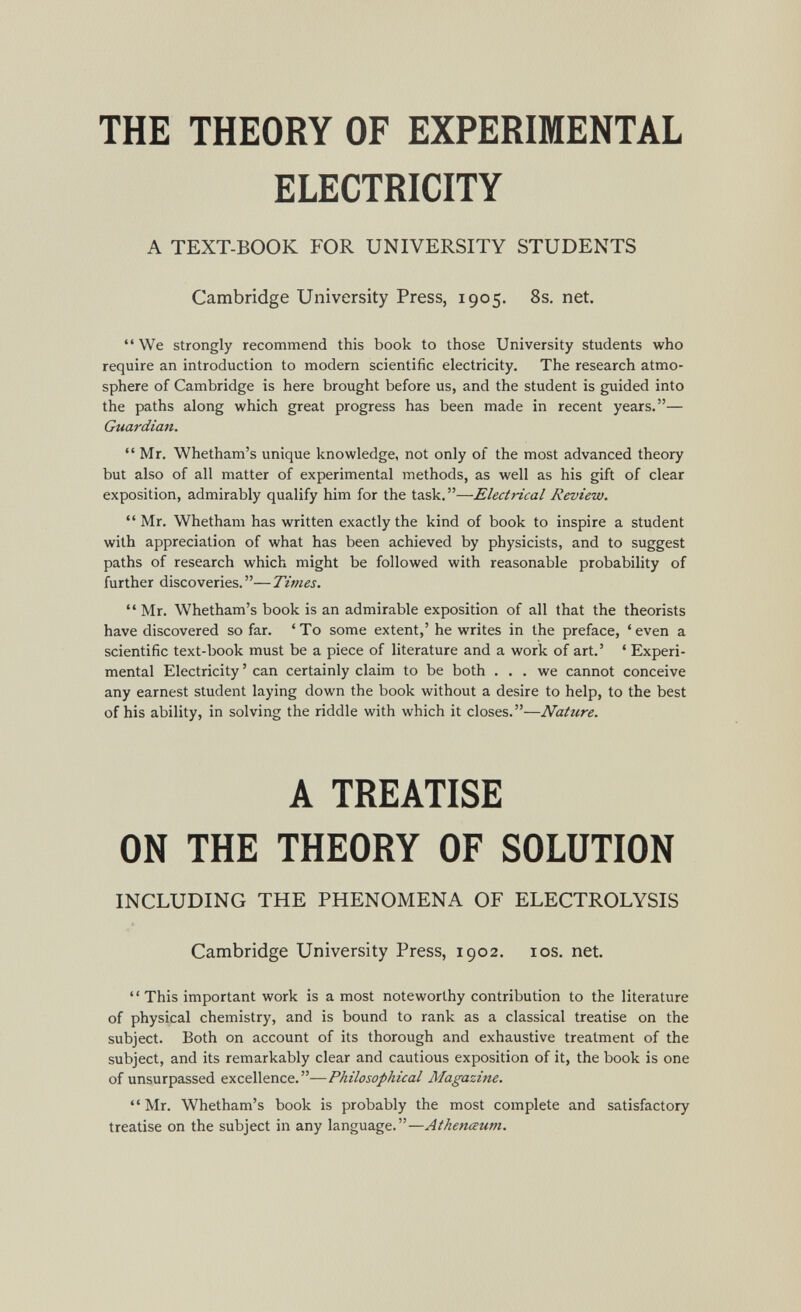 THE THEORY OF EXPERIMENTAL
ELECTRICITY
A TEXT-BOOK FOR UNIVERSITY STUDENTS
Cambridge University Press, 1905. 8s. net.
“We strongly recommend this book to those University students who
require an introduction to modern scientific electricity. The research atmo-
sphere of Cambridge is here brought before us, and the student is guided into
the paths along which great progress has been made in recent years.”—
Guardian.
“Mr. Whetham’s unique knowledge, not only of the most advanced theory
but also of all matter of experimental methods, as well as his gift of clear
exposition, admirably qualify him for the task.”—Electrical Review.
“Mr. Whetham has written exactly the kind of book to inspire a student
with appreciation of what has been achieved by physicists, and to suggest
paths of research which might be followed with reasonable probability of
further discoveries.”—Times.
“Mr. Whetham’s book is an admirable exposition of all that the theorists
have discovered so far. ‘To some extent,’ he writes in the preface, ‘even a
scientific text-book must be a piece of literature and a work of art.’ ‘Experi-
mental Electricity’ can certainly claim to be both . . . we cannot conceive
any earnest student laying down the book without a desire to help, to the best
of his ability, in solving the riddle with which it closes.”—Nature.
A TREATISE
ON THE THEORY OF SOLUTION
INCLUDING THE PHENOMENA OF ELECTROLYSIS
Cambridge University Press, 1902. 10s. net.
“This important work is a most noteworthy contribution to the literature
of physical chemistry, and is bound to rank as a classical treatise on the
subject. Both on account of its thorough and exhaustive treatment of the
subject, and its remarkably clear and cautious exposition of it, the book is one
of unsurpassed excellence.”—Philosophical Magazine.
“Mr. Whetham’s book is probably the most complete and satisfactory
treatise on the subject in any language.”—Athenæum.